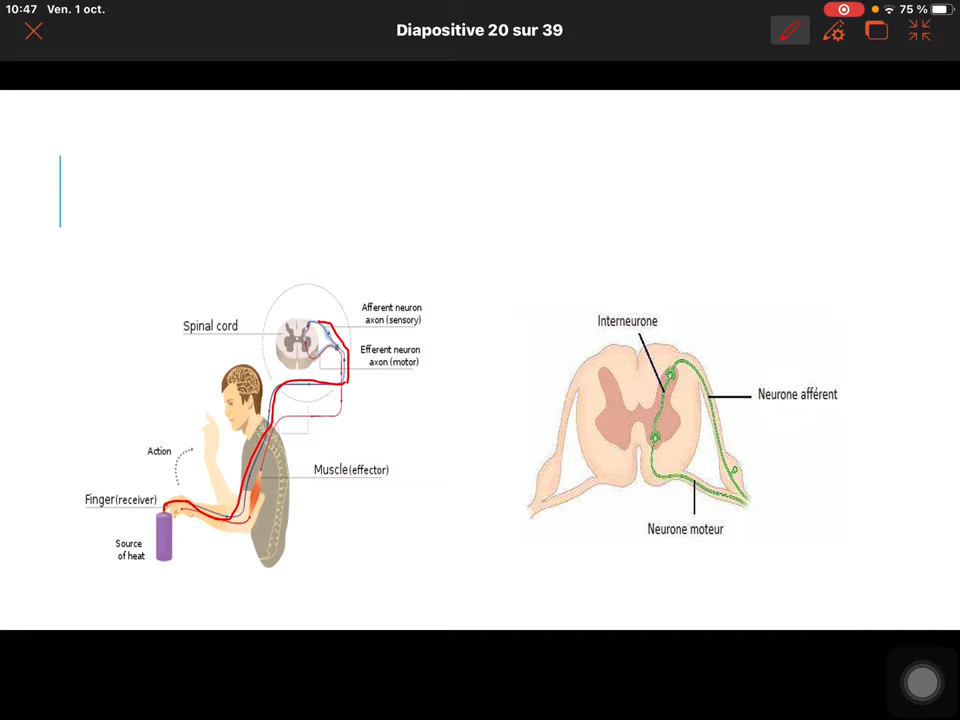 10:47 Ven. 1 oct.
75 %
Diapositive 20 sur 39
Afferent neuron
axon (sensory)
Spinal cord
Efferent neuron
axon (motor)
Action
Muscle(effector)
Finger(receiver)
Source
of heat
Interneurone
Neurone afférent
Neurone moteur